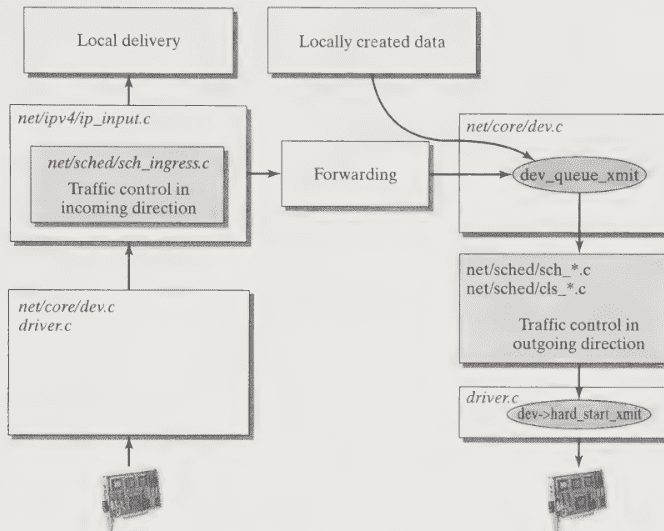 Local delivery
Locally created data
net/ipv4/ip_input.c
net/sched/sch_ingress.c
Traffic control in
incoming direction
Forwarding
net/core/dev.c
dev_queue_xmit
net/sched/sch_*.c
net/sched/cls_*.c
Traffic control in
outgoing direction
net/core/dev.c
driver.c
driver.c
dev->hard_start_xmit